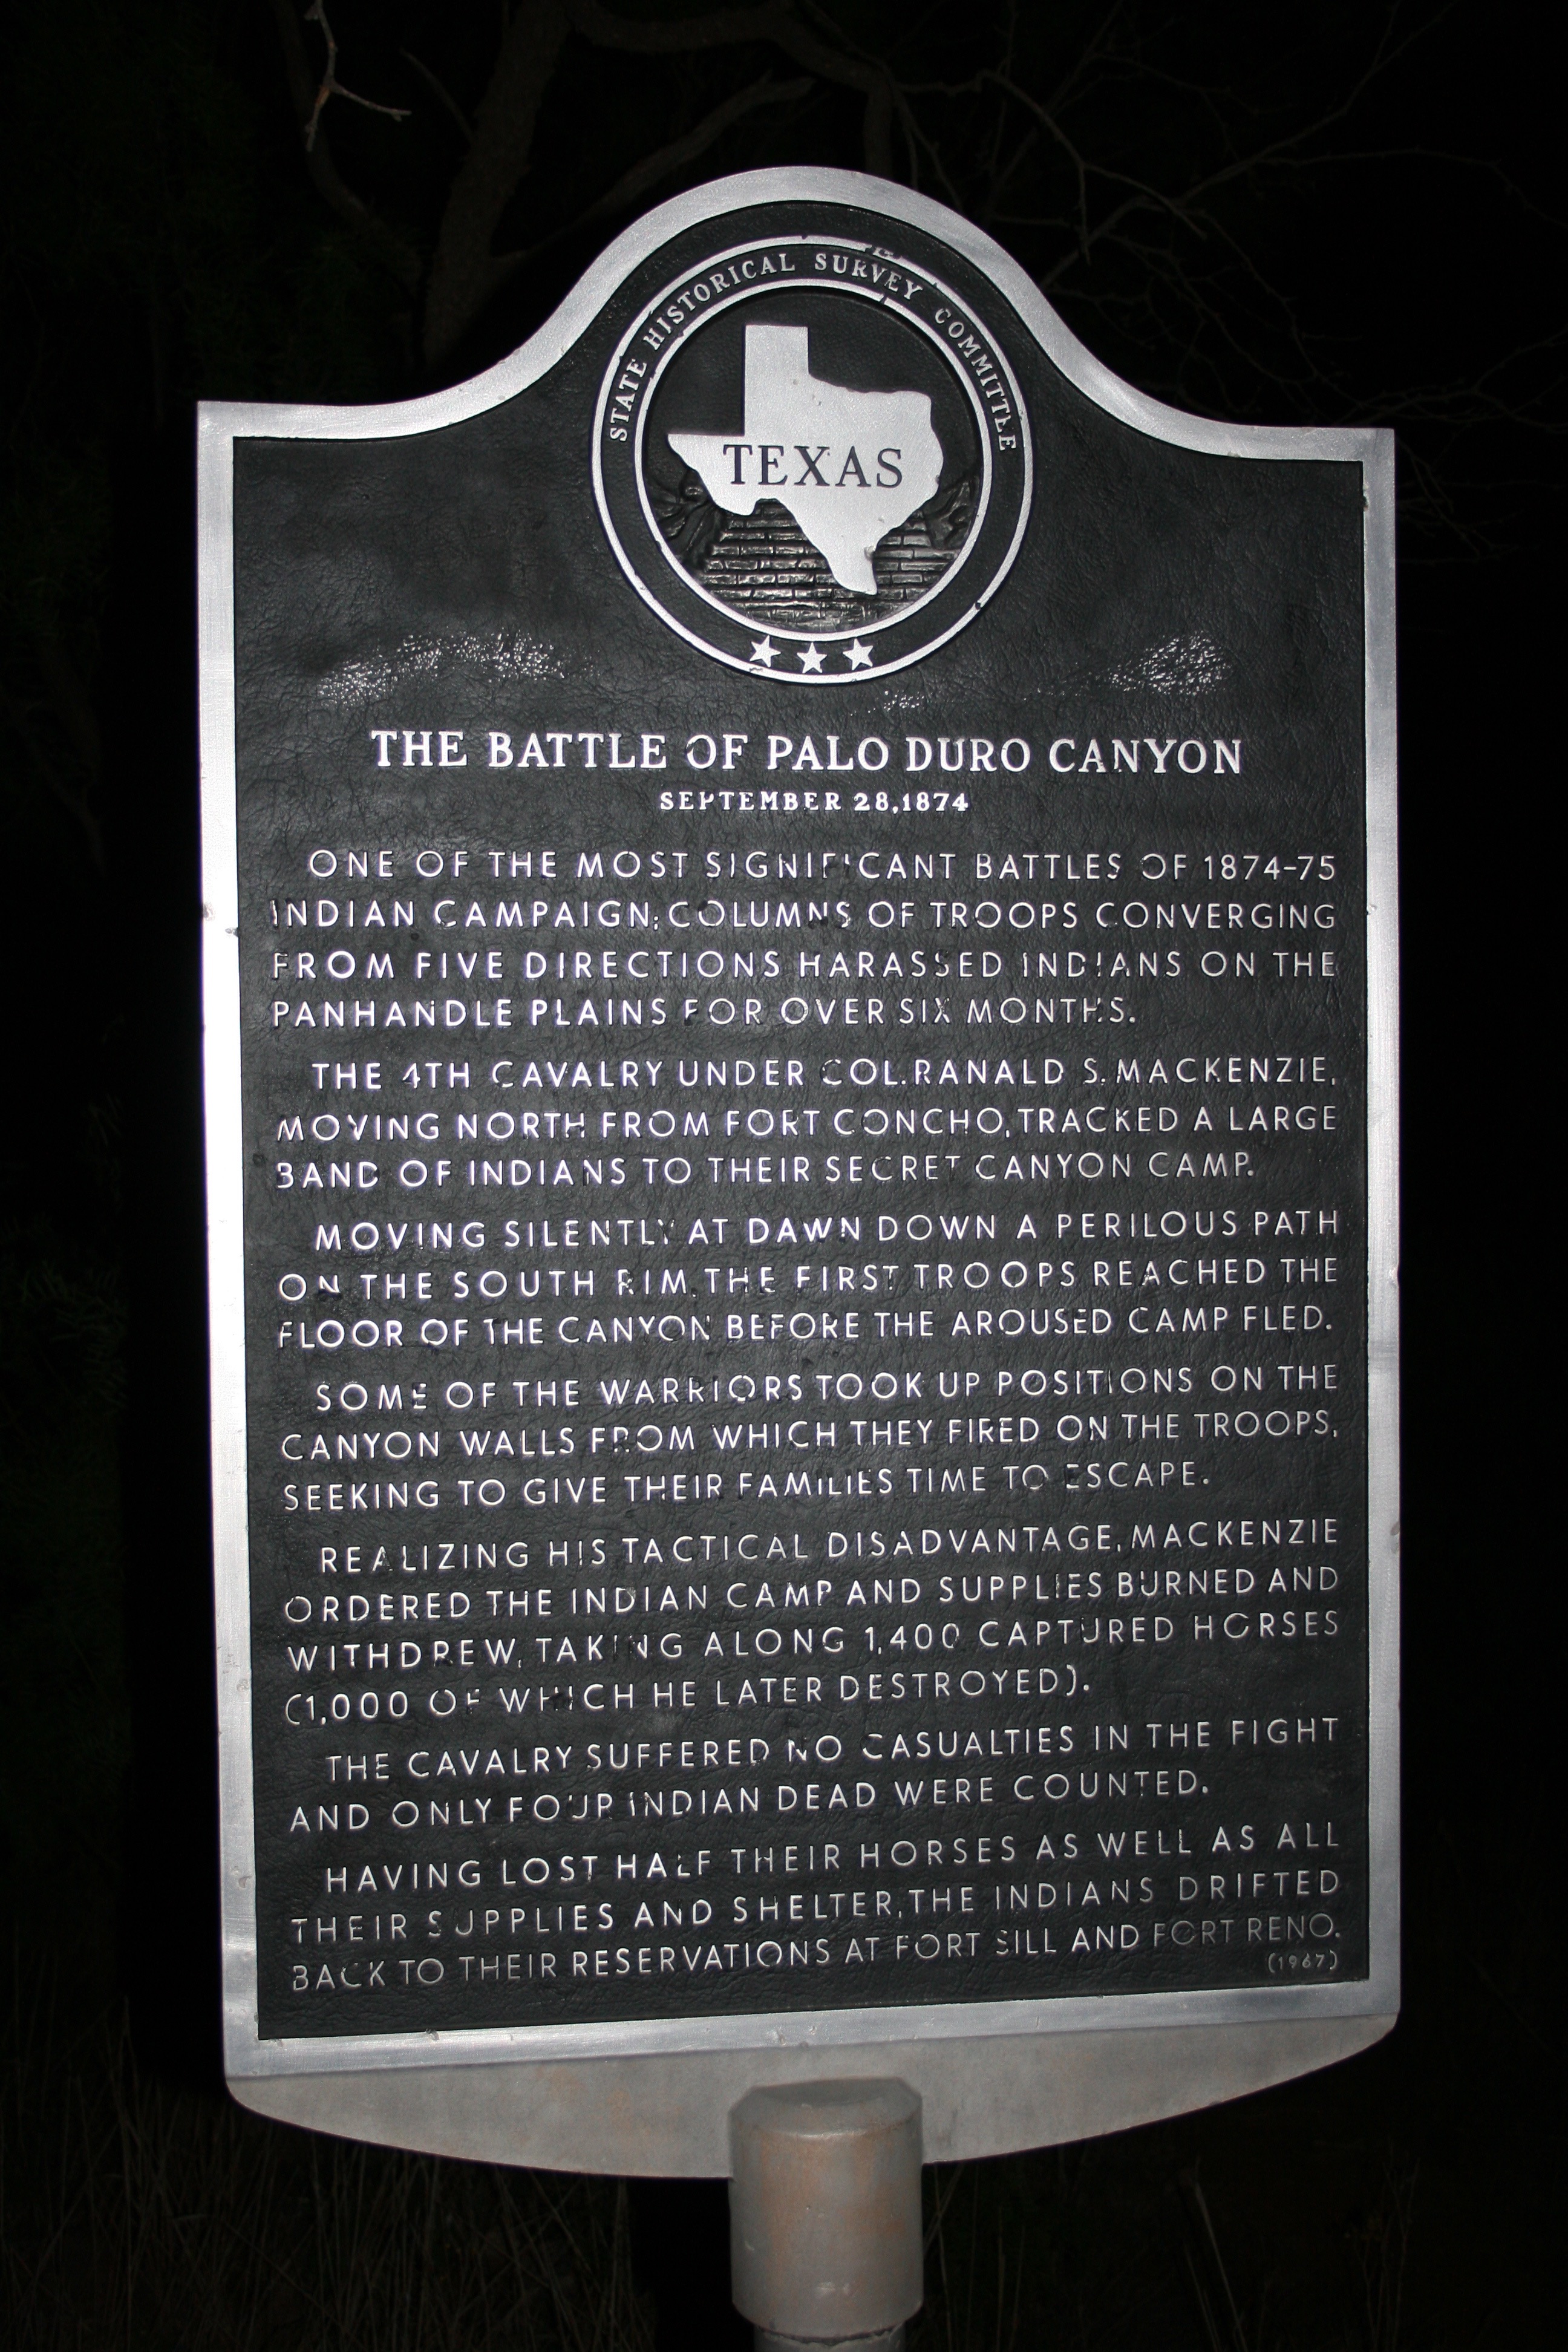 STATE HISTORICAL SURVEY COMMITTEE
TEXAS
THE BATTLE OF PALO DURO CANYON
SEPTEMBER 28, 1874
ONE OF THE MOST SIGNIFICANT BATTLES OF 1874-75
INDIAN CAMPAIGN; COLUMNS OF TROOPS CONVERGING
FROM FIVE DIRECTIONS HARASSED INDIANS ON THE
PANHANDLE PLAINS FOR OVER SIX MONTHS.
THE 4TH CAVALRY UNDER COL. RANALD S. MACKENZIE,
MOVING NORTH FROM FORT CONCHO, TRACKED A LARGE
BAND OF INDIANS TO THEIR SECRET CANYON CAMP.
MOVING SILENTLY AT DAWN DOWN A PERILOUS PATH
ON THE SOUTH RIM, THE FIRST TROOPS REACHED THE
FLOOR OF THE CANYON BEFORE THE AROUSED CAMP FLED.
SOME OF THE WARRIORS TOOK UP POSITIONS ON THE
CANYON WALLS FROM WHICH THEY FIRED ON THE TROOPS,
SEEKING TO GIVE THEIR FAMILIES TIME TO ESCAPE.
REALIZING HIS TACTICAL DISADVANTAGE, MACKENZIE
ORDERED THE INDIAN CAMP AND SUPPLIES BURNED AND
WITHDREW, TAKING ALONG 1,400 CAPTURED HORSES
(1,000 OF WHICH HE LATER DESTROYED).
THE CAVALRY SUFFERED NO CASUALTIES IN THE FIGHT
AND ONLY FOUR INDIAN DEAD WERE COUNTED.
HAVING LOST HALF THEIR HORSES AS WELL AS ALL
THEIR SUPPLIES AND SHELTER, THE INDIANS DRIFTED
BACK TO THEIR RESERVATIONS AT FORT SILL AND FORT RENO.
(1967)